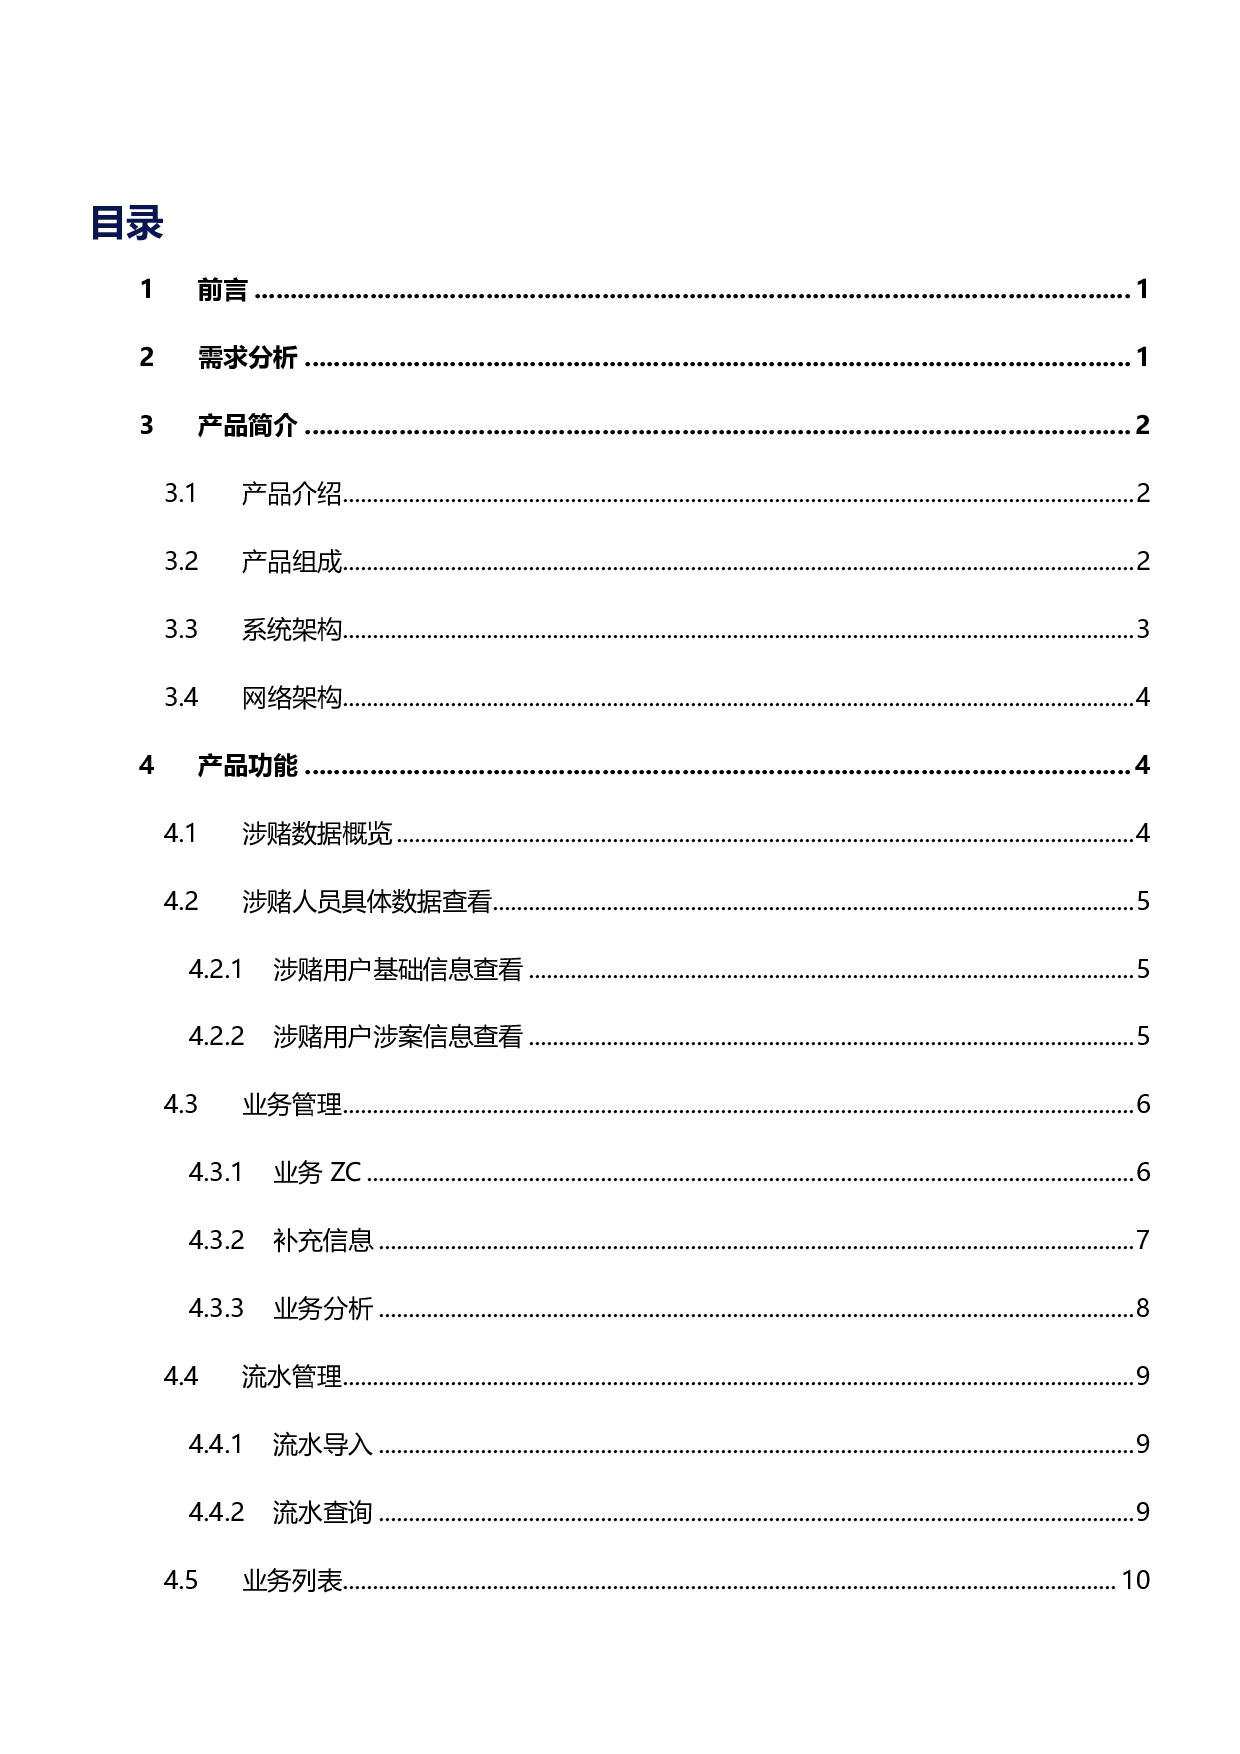 目录
1 前言 ........ 1
2 需求分析 ........ 1
3 产品简介 ........ 2
3.1 产品介绍 ........ 2
3.2 产品组成 ........ 2
3.3 系统架构 ........ 3
3.4 网络架构 ........ 4
4 产品功能 ........ 4
4.1 涉赌数据概览 ........ 4
4.2 涉赌人员具体数据查看 ........ 5
4.2.1 涉赌用户基础信息查看 ........ 5
4.2.2 涉赌用户涉案信息查看 ........ 5
4.3 业务管理 ........ 6
4.3.1 业务 ZC ........ 6
4.3.2 补充信息 ........ 7
4.3.3 业务分析 ........ 8
4.4 流水管理 ........ 9
4.4.1 流水导入 ........ 9
4.4.2 流水查询 ........ 9
4.5 业务列表 ........ 10